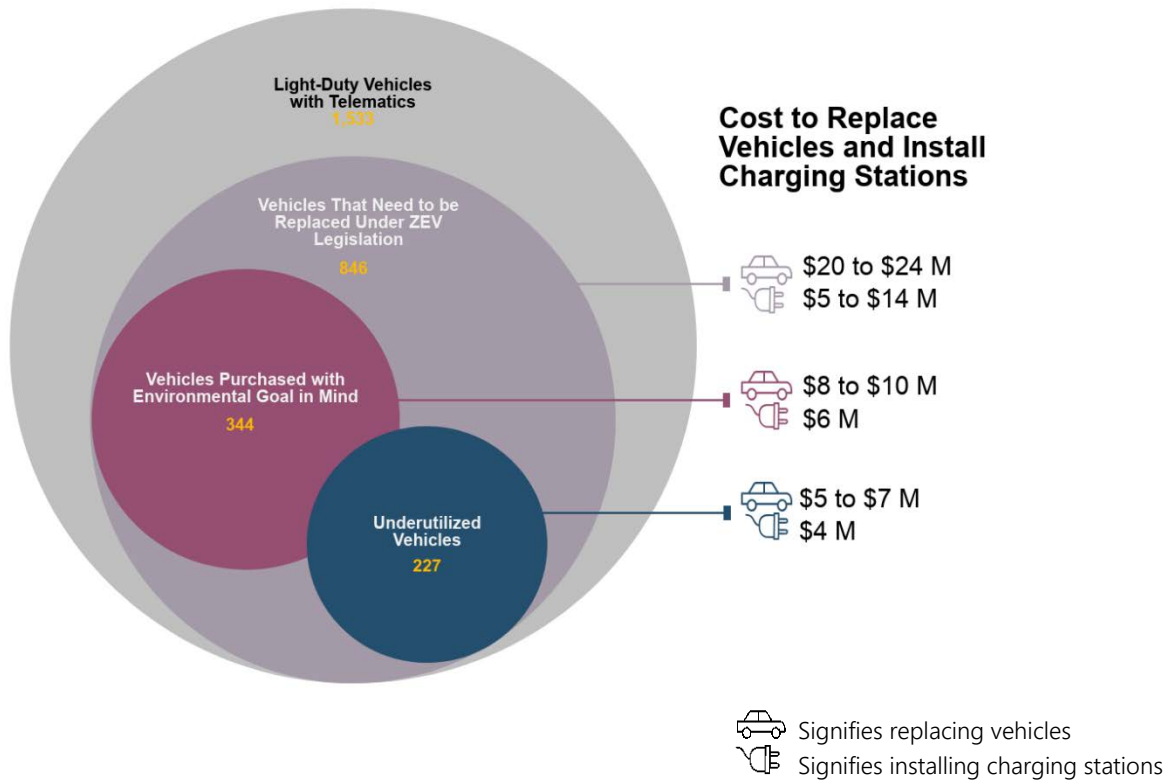 Light-Duty Vehicles
with Telematics
1,533
Vehicles That Need to be
Replaced Under ZEV
Legislation
846
Vehicles Purchased with
Environmental Goal in Mind
344
Underutilized
Vehicles
227
Cost to Replace
Vehicles and Install
Charging Stations
$20 to $24 M
$5 to $14 M
$8 to $10 M
$6 M
$5 to $7 M
$4 M
Signifies replacing vehicles
Signifies installing charging stations